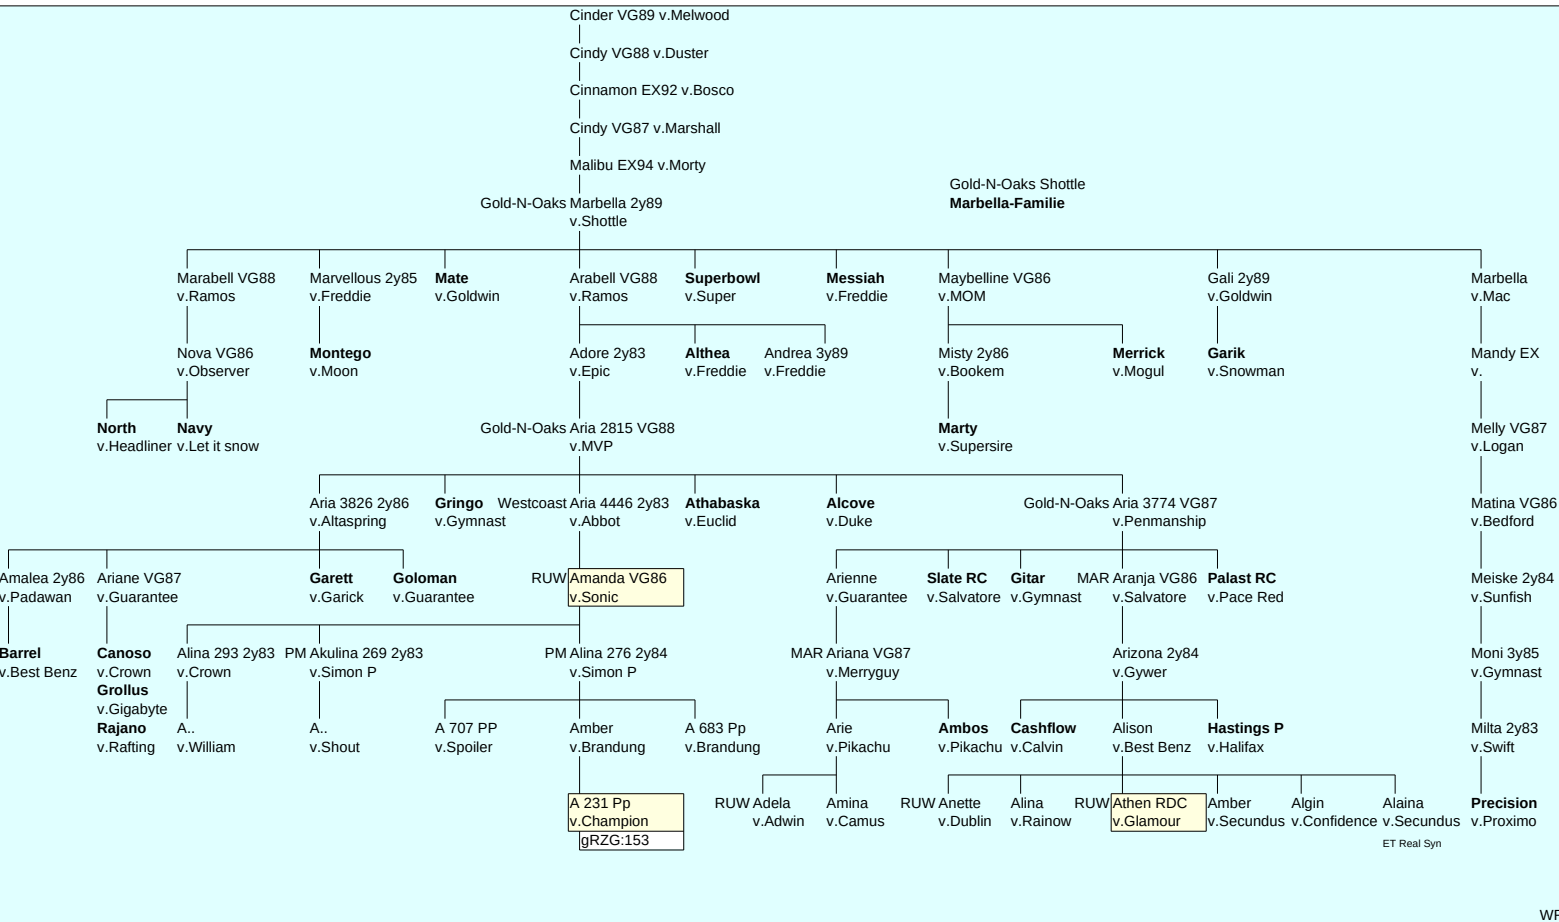 Cinder VG89 v.Melwood
Cindy VG88 v.Duster
Cinnamon EX92 v.Bosco
Cindy VG87 v.Marshall
Malibu EX94 v.Morty
Gold-N-Oaks Shottle
Gold-N-Oaks Marbella 2y89 Marbella-Familie
v.Shottle
Marabell VG88 Marvellous 2y85 Mate Arabell VG88 Superbowl Messiah Maybelline VG86 Gali 2y89 Marbella
v.Ramos v.Freddie v.Goldwin v.Ramos v.Super v.Freddie v.MOM v.Goldwin v.Mac
Nova VG86 Montego Adore 2y83 Althea Andrea 3y89 Misty 2y86 Merrick Garik Mandy EX
v.Observer v.Moon v.Epic v.Freddie v.Freddie v.Bookem v.Mogul v.Snowman v.
North Navy Gold-N-Oaks Aria 2815 VG88 Marty Melly VG87
v.Headliner v.Let it snow v.MVP v.Supersire v.Logan
Aria 3826 2y86 Gringo Westcoast Aria 4446 2y83 Athabaska Alcove Gold-N-Oaks Aria 3774 VG87 Matina VG86
v.Altaspring v.Gymnast v.Abbot v.Euclid v.Duke v.Penmanship v.Bedford
Amalea 2y86 Ariane VG87 Garett Goloman RUW Amanda VG86 Arienne Slate RC Gitar MAR Aranja VG86 Palast RC Meiske 2y84
v.Padawan v.Guarantee v.Garick v.Guarantee v.Sonic v.Guarantee v.Salvatore v.Gymnast v.Salvatore v.Pace Red v.Sunfish
Barrel Canoso Alina 293 2y83 PM Akulina 269 2y83 PM Alina 276 2y84 MAR Ariana VG87 Arizona 2y84 Moni 3y85
v.Best Benz v.Crown v.Crown v.Simon P v.Simon P v.Merryguy v.Gywer v.Gymnast
Grollus
v.Gigabyte
Rajano A.. A.. A 707 PP Amber A 683 Pp Arie Ambos Cashflow Alison Hastings P Milta 2y83
v.Rafting v.William v.Shout v.Spoiler v.Brandung v.Brandung v.Pikachu v.Pikachu v.Calvin v.Best Benz v.Halifax v.Swift
A 231 Pp RUW Adela Amina RUW Anette Alina RUW Athen RDC Amber Algin Alaina Precision
v.Champion v.Adwin v.Camus v.Dublin v.Rainow v.Glamour v.Secundus v.Confidence v.Secundus v.Proximo
gRZG:153 ET Real Syn